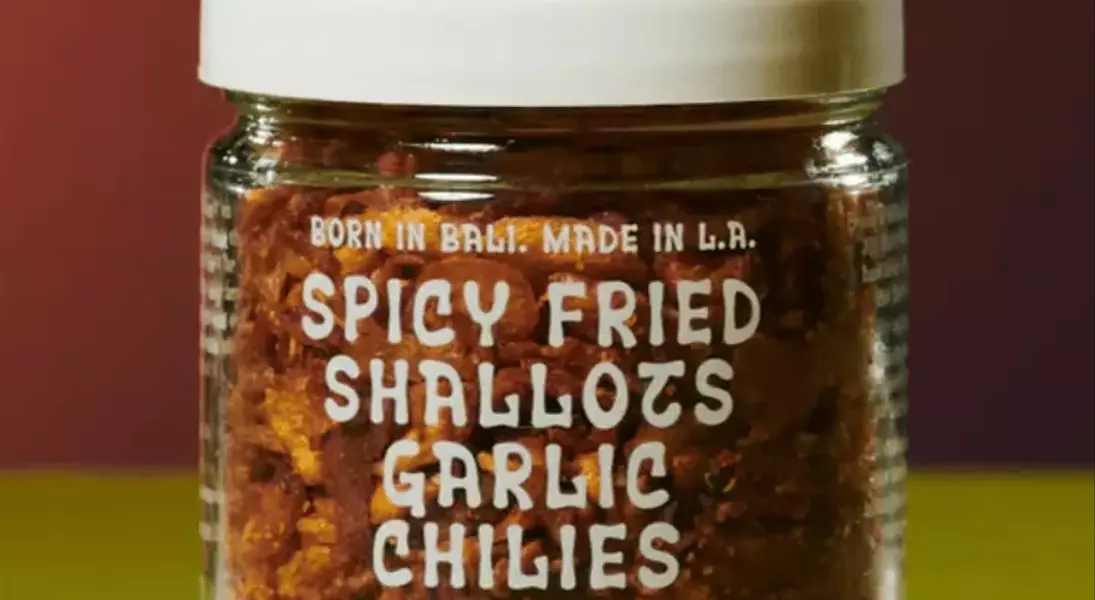 BORN IN BALI. MADE IN L.A.
SPICY FRIED
SHALLOTS
GARLIC
CHILIES